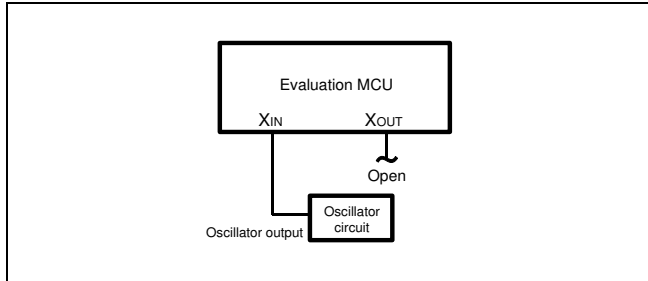 Evaluation MCU
XIN XOUT
Open
Oscillator
circuit
Oscillator output